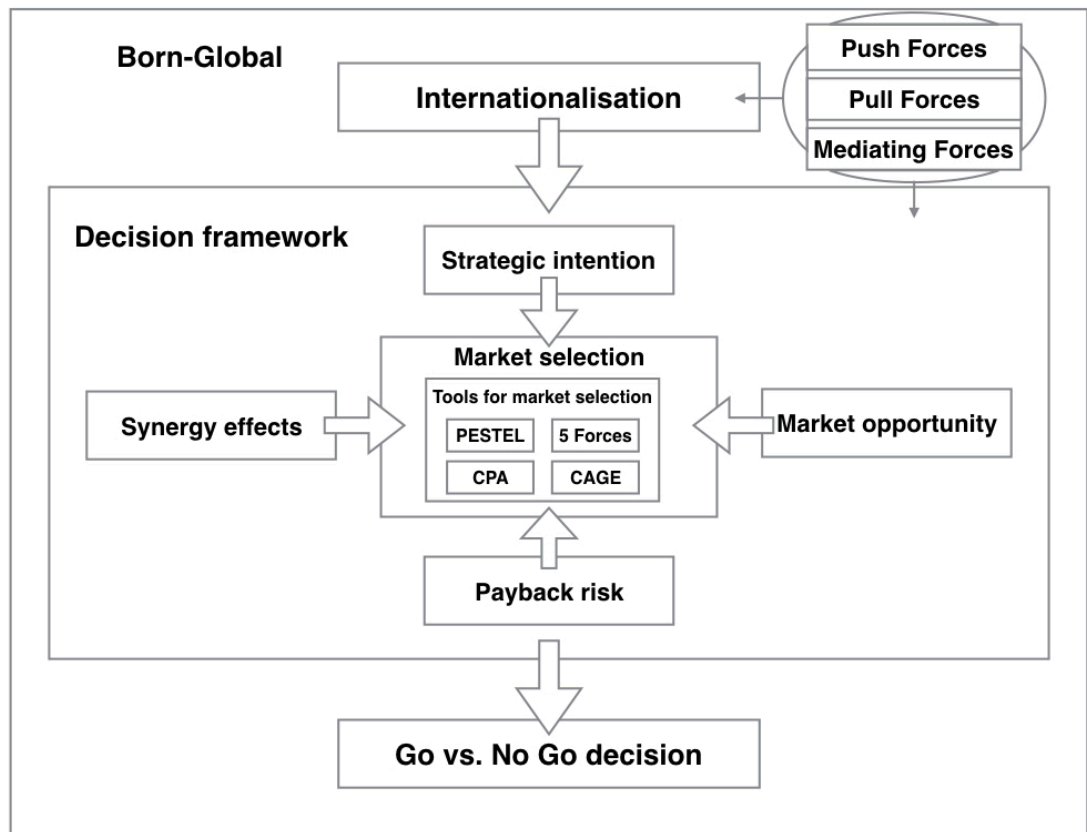 Born-Global
Push Forces
Pull Forces
Mediating Forces
Internationalisation
Decision framework
Strategic intention
Market selection
Tools for market selection
PESTEL
5 Forces
CPA
CAGE
Synergy effects
Market opportunity
Payback risk
Go vs. No Go decision